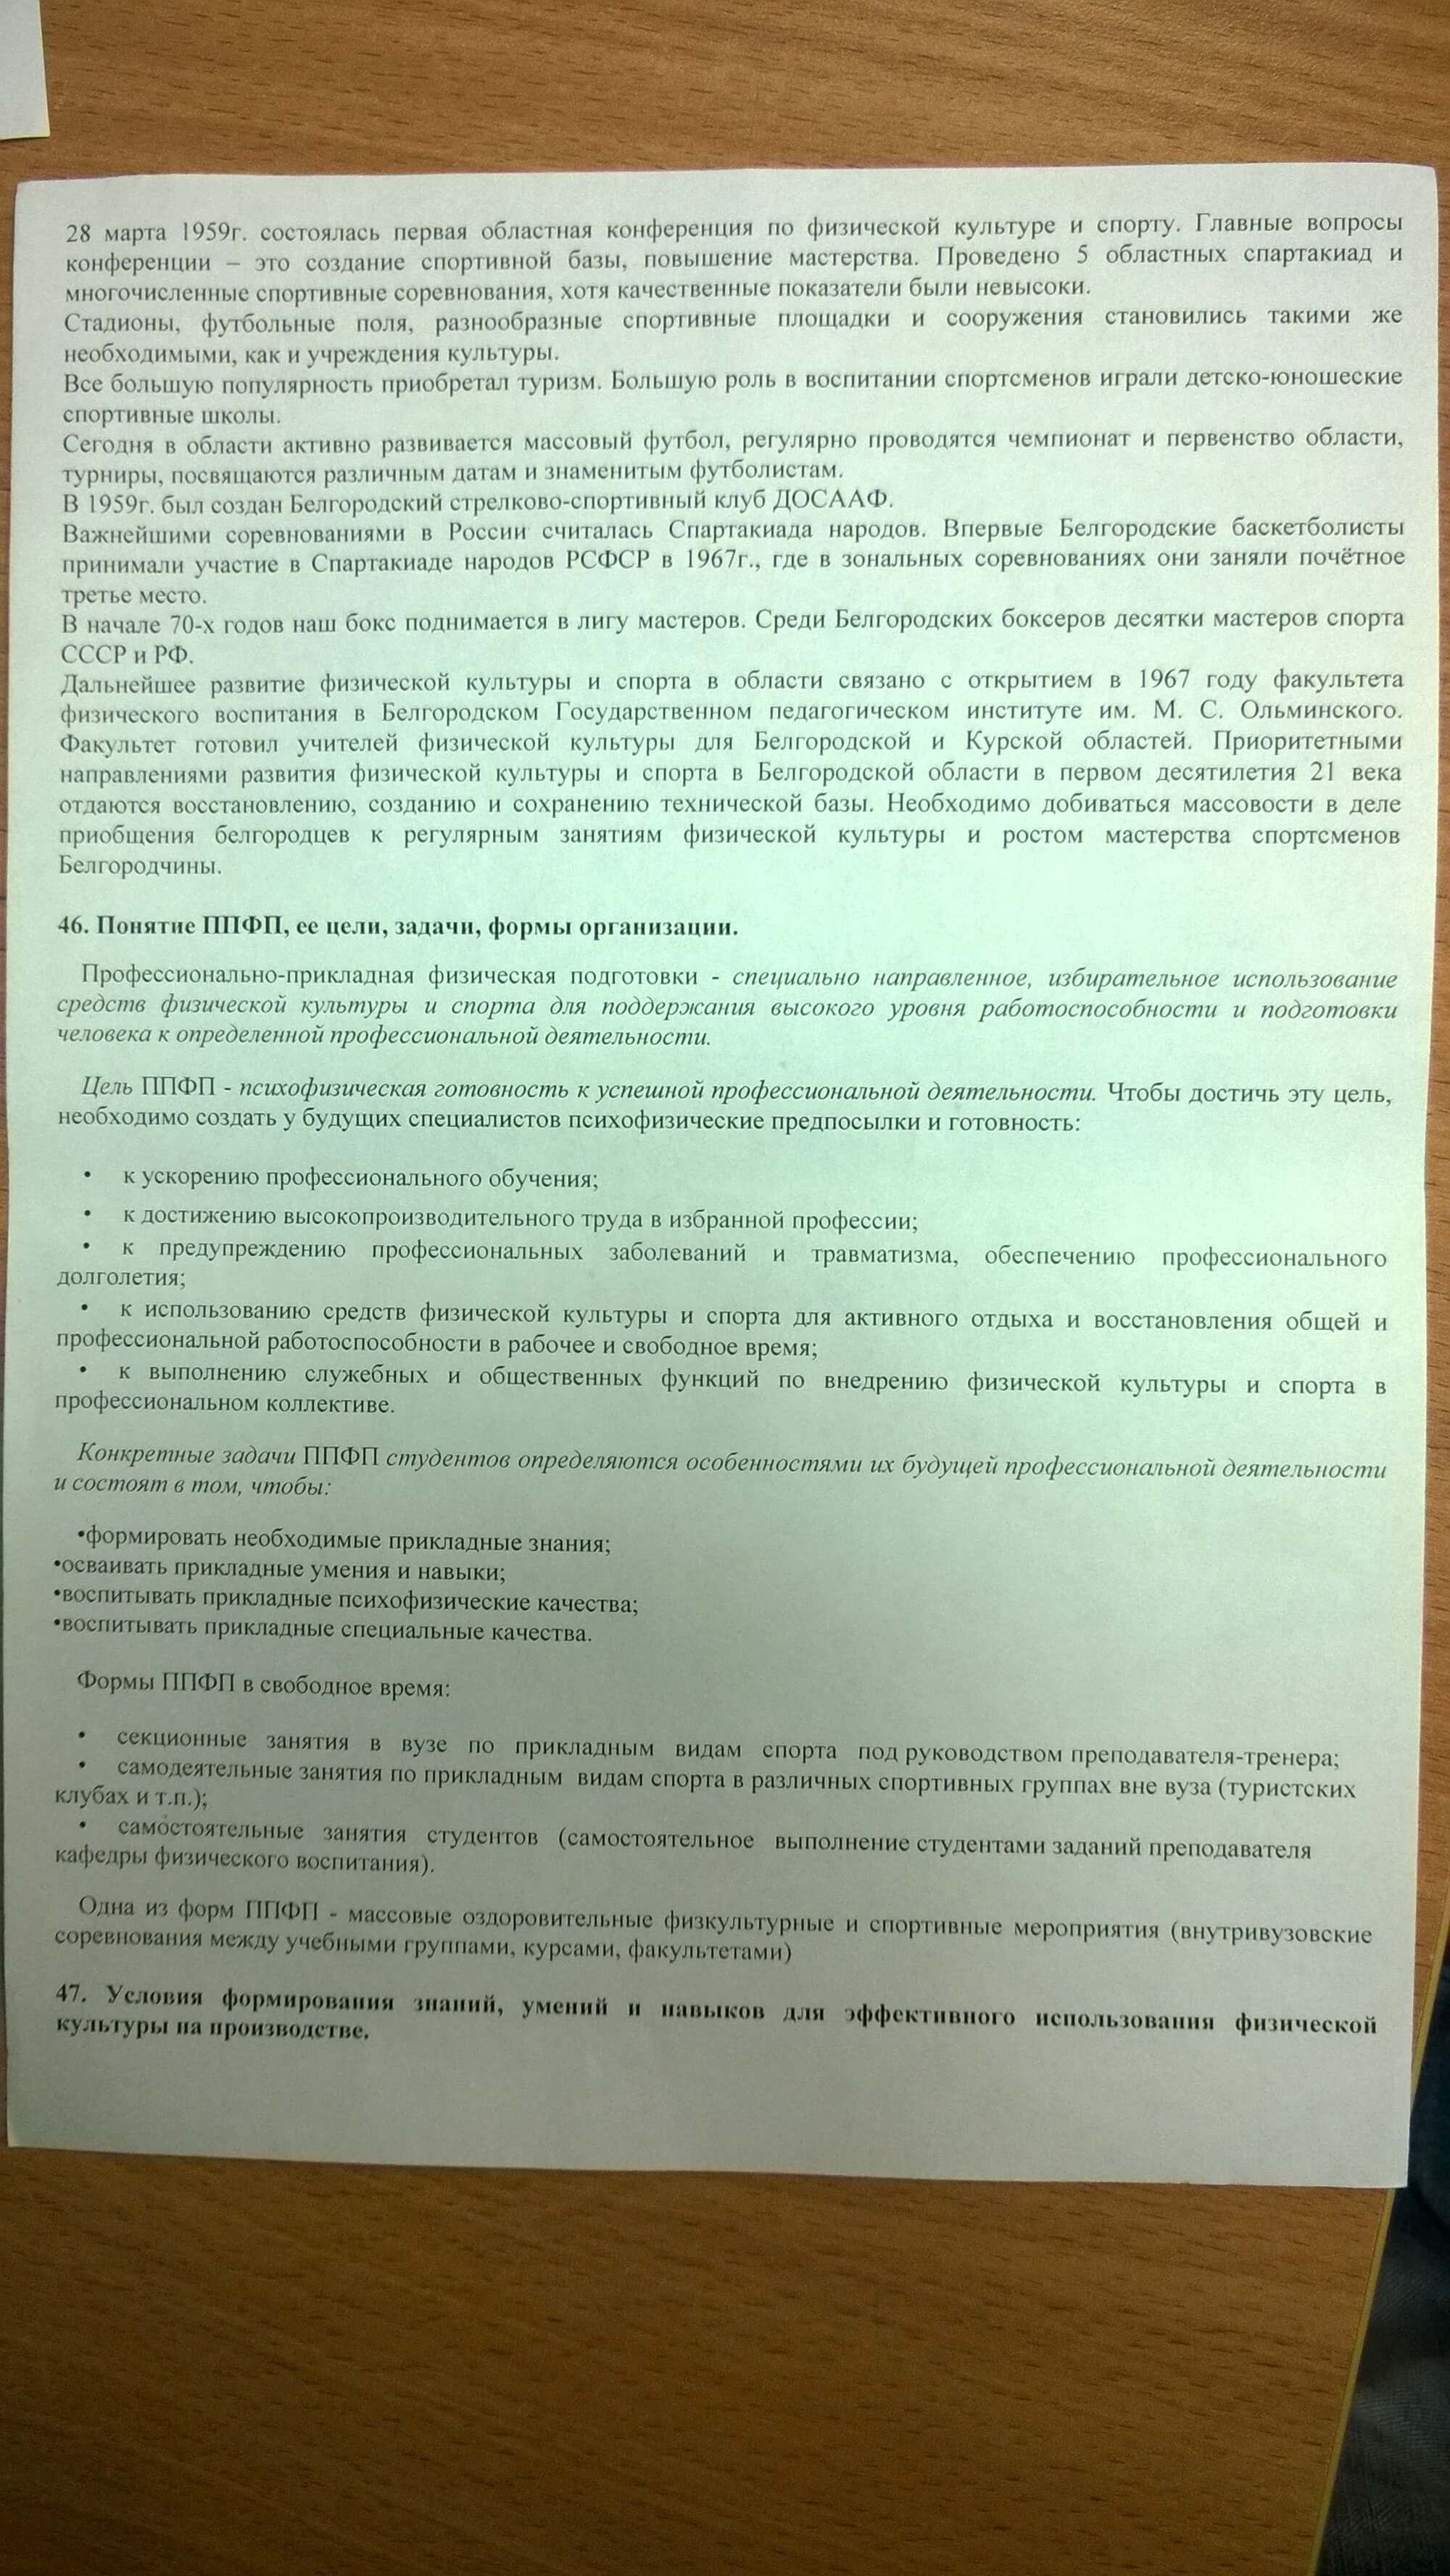 28 марта 1959г. состоялась первая областная конференция по физической культуре и спорту. Главные вопросы
конференции – это создание спортивной базы, повышение мастерства. Проведено 5 областных спартакиад и
многочисленные спортивные соревнования, хотя качественные показатели были невысоки.
Стадионы, футбольные поля, разнообразные спортивные площадки и сооружения становились такими же
необходимыми, как и учреждения культуры.
Все большую популярность приобретал туризм. Большую роль в воспитании спортсменов играли детско-юношеские
спортивные школы.
Сегодня в области активно развивается массовый футбол, регулярно проводятся чемпионат и первенство области,
турниры, посвящаются различным датам и знаменитым футболистам.
В 1959г. был создан Белгородский стрелково-спортивный клуб ДОСААФ.
Важнейшими соревнованиями в России считалась Спартакиада народов. Впервые Белгородские баскетболисты
принимали участие в Спартакиаде народов РСФСР в 1967г., где в зональных соревнованиях они заняли почётное
третье место.
В начале 70-х годов наш бокс поднимается в лигу мастеров. Среди Белгородских боксеров десятки мастеров спорта
СССР и РФ.
Дальнейшее развитие физической культуры и спорта в области связано с открытием в 1967 году факультета
физического воспитания в Белгородском Государственном педагогическом институте им. М. С. Ольминского.
Факультет готовил учителей физической культуры для Белгородской и Курской областей. Приоритетными
направлениями развития физической культуры и спорта в Белгородской области в первом десятилетия 21 века
отдаются восстановлению, созданию и сохранению технической базы. Необходимо добиваться массовости в деле
приобщения белгородцев к регулярным занятиям физической культуры и ростом мастерства спортсменов
Белгородчины.
46. Понятие ППФП, ее цели, задачи, формы организации.
Профессионально-прикладная физическая подготовки - специально направленное, избирательное использование
средств физической культуры и спорта для поддержания высокого уровня работоспособности и подготовки
человека к определенной профессиональной деятельности.
Цель ППФП - психофизическая готовность к успешной профессиональной деятельности. Чтобы достичь эту цель,
необходимо создать у будущих специалистов психофизические предпосылки и готовность:
• к ускорению профессионального обучения;
• к достижению высокопроизводительного труда в избранной профессии;
• к предупреждению профессиональных заболеваний и травматизма, обеспечению профессионального
долголетия;
• к использованию средств физической культуры и спорта для активного отдыха и восстановления общей и
профессиональной работоспособности в рабочее и свободное время;
• к выполнению служебных и общественных функций по внедрению физической культуры и спорта в
профессиональном коллективе.
Конкретные задачи ППФП студентов определяются особенностями их будущей профессиональной деятельности
и состоят в том, чтобы:
•формировать необходимые прикладные знания;
•осваивать прикладные умения и навыки;
•воспитывать прикладные психофизические качества;
•воспитывать прикладные специальные качества.
Формы ППФП в свободное время:
• секционные занятия в вузе по прикладным видам спорта под руководством преподавателя-тренера;
• самодеятельные занятия по прикладным видам спорта в различных спортивных группах вне вуза (туристских
клубах и т.п.);
• самостоятельные занятия студентов (самостоятельное выполнение студентами заданий преподавателя
кафедры физического воспитания).
Одна из форм ППФП - массовые оздоровительные физкультурные и спортивные мероприятия (внутривузовские
соревнования между учебными группами, курсами, факультетами)
47. Условия формирования знаний, умений и навыков для эффективного использования физической
культуры на производстве.